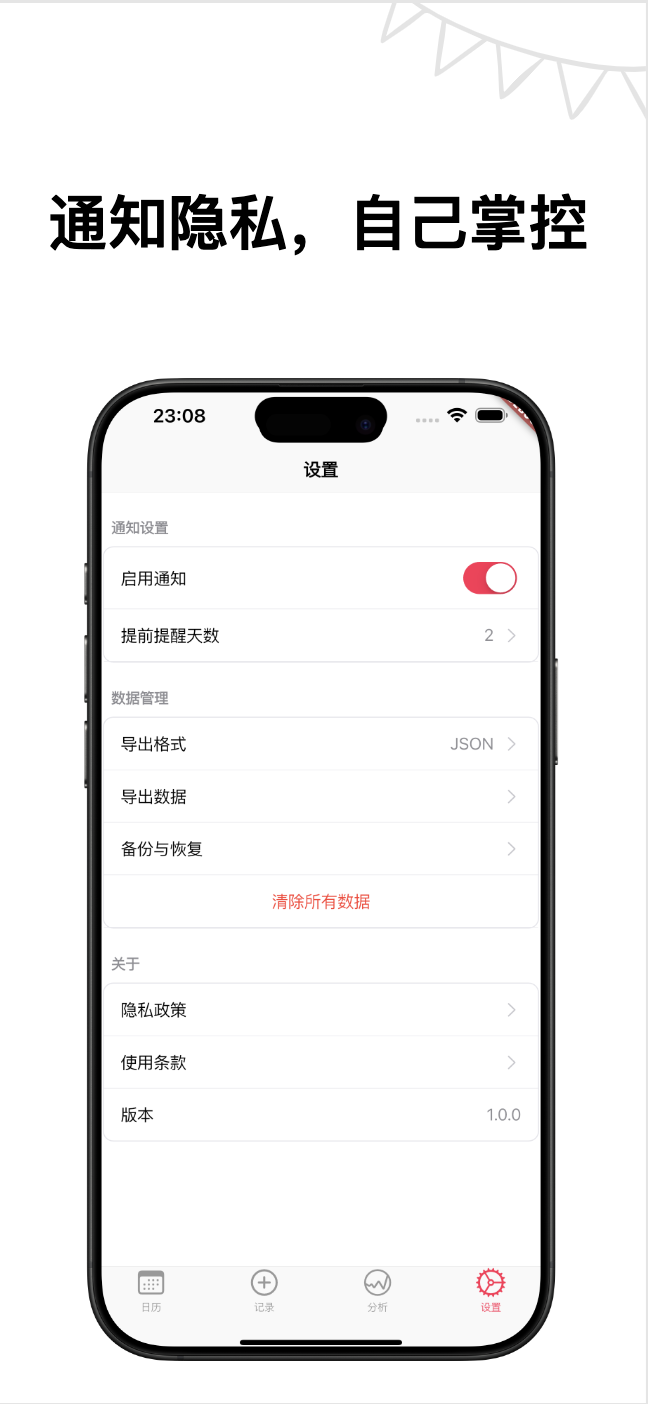 通知隐私，自己掌控
23:08
设置
通知设置
启用通知
提前提醒天数 2
数据管理
导出格式 JSON
导出数据
备份与恢复
清除所有数据
关于
隐私政策
使用条款
版本 1.0.0
日历 记录 分析 设置